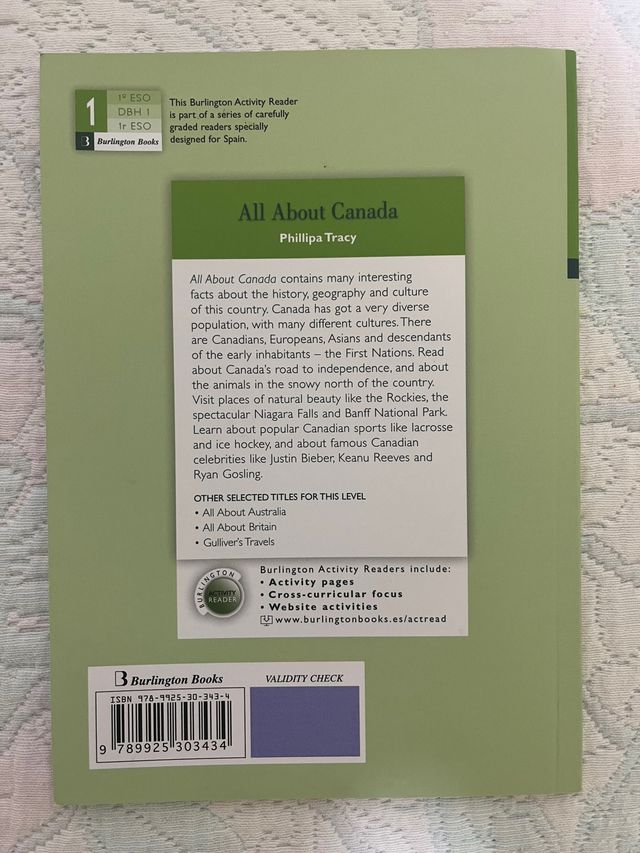 1
1º ESO
DBH 1
1r ESO
B Burlington Books
This Burlington Activity Reader
is part of a series of carefully
graded readers specially
designed for Spain.
All About Canada
Phillipa Tracy
All About Canada contains many interesting
facts about the history, geography and culture
of this country. Canada has got a very diverse
population, with many different cultures. There
are Canadians, Europeans, Asians and descendants
of the early inhabitants – the First Nations. Read
about Canada's road to independence, and about
the animals in the snowy north of the country.
Visit places of natural beauty like the Rockies, the
spectacular Niagara Falls and Banff National Park.
Learn about popular Canadian sports like lacrosse
and ice hockey, and about famous Canadian
celebrities like Justin Bieber, Keanu Reeves and
Ryan Gosling.
OTHER SELECTED TITLES FOR THIS LEVEL
• All About Australia
• All About Britain
• Gulliver's Travels
BURLINGTON
ACTIVITY
READER
Burlington Activity Readers include:
• Activity pages
• Cross-curricular focus
• Website activities
www.burlingtonbooks.es/actread
B Burlington Books
VALIDITY CHECK
ISBN 978-9925-30-343-4
9 789925 303434